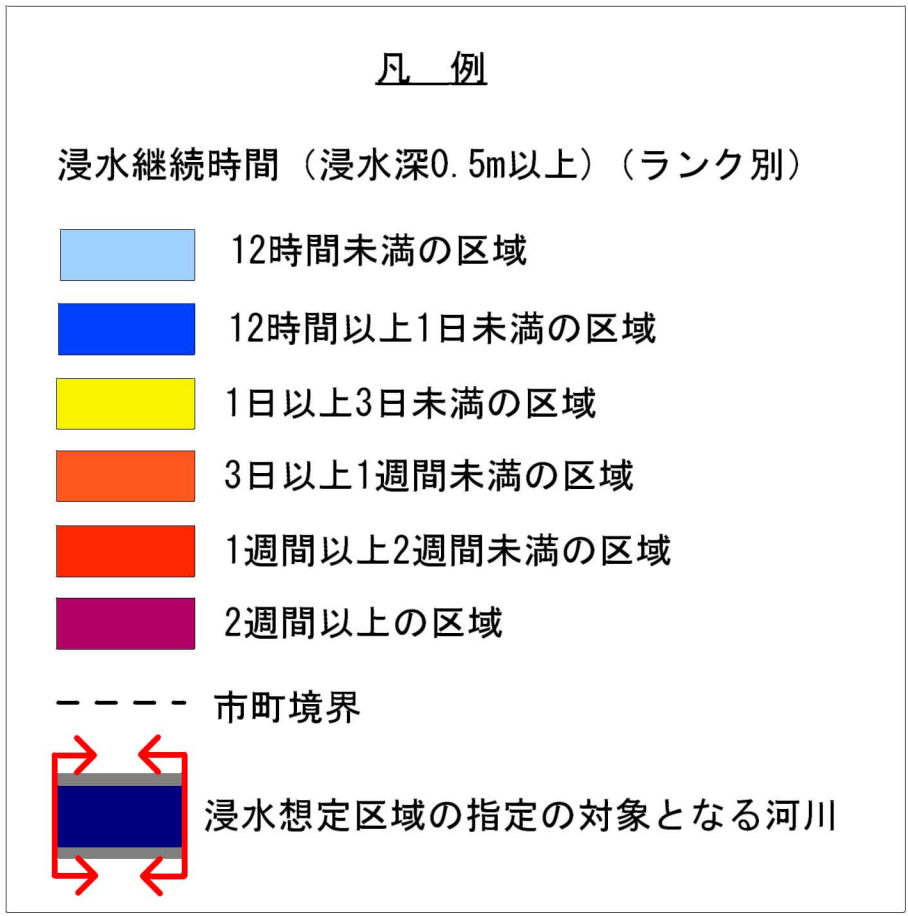 凡　例
浸水継続時間（浸水深0.5m以上）（ランク別）
12時間未満の区域
12時間以上1日未満の区域
1日以上3日未満の区域
3日以上1週間未満の区域
1週間以上2週間未満の区域
2週間以上の区域
市町境界
浸水想定区域の指定の対象となる河川